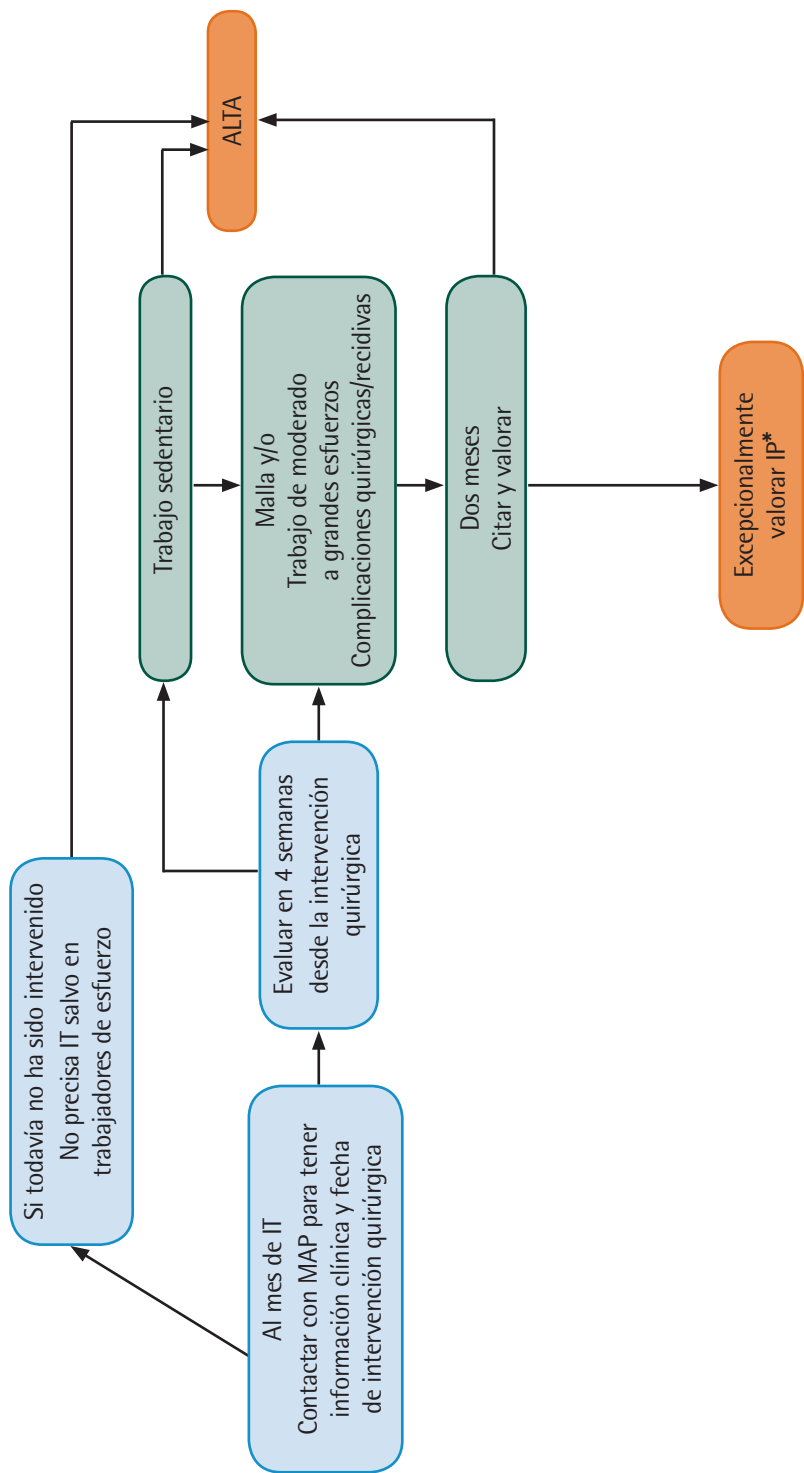 Si todavía no ha sido intervenido
No precisa IT salvo en
trabajadores de esfuerzo
Al mes de IT
Contactar con MAP para tener
información clínica y fecha
de intervención quirúrgica
Evaluar en 4 semanas
desde la intervención
quirúrgica
Trabajo sedentario
Malla y/o
Trabajo de moderado
a grandes esfuerzos
Complicaciones quirúrgicas/recidivas
Dos meses
Citar y valorar
ALTA
Excepcionalmente
valorar IP*